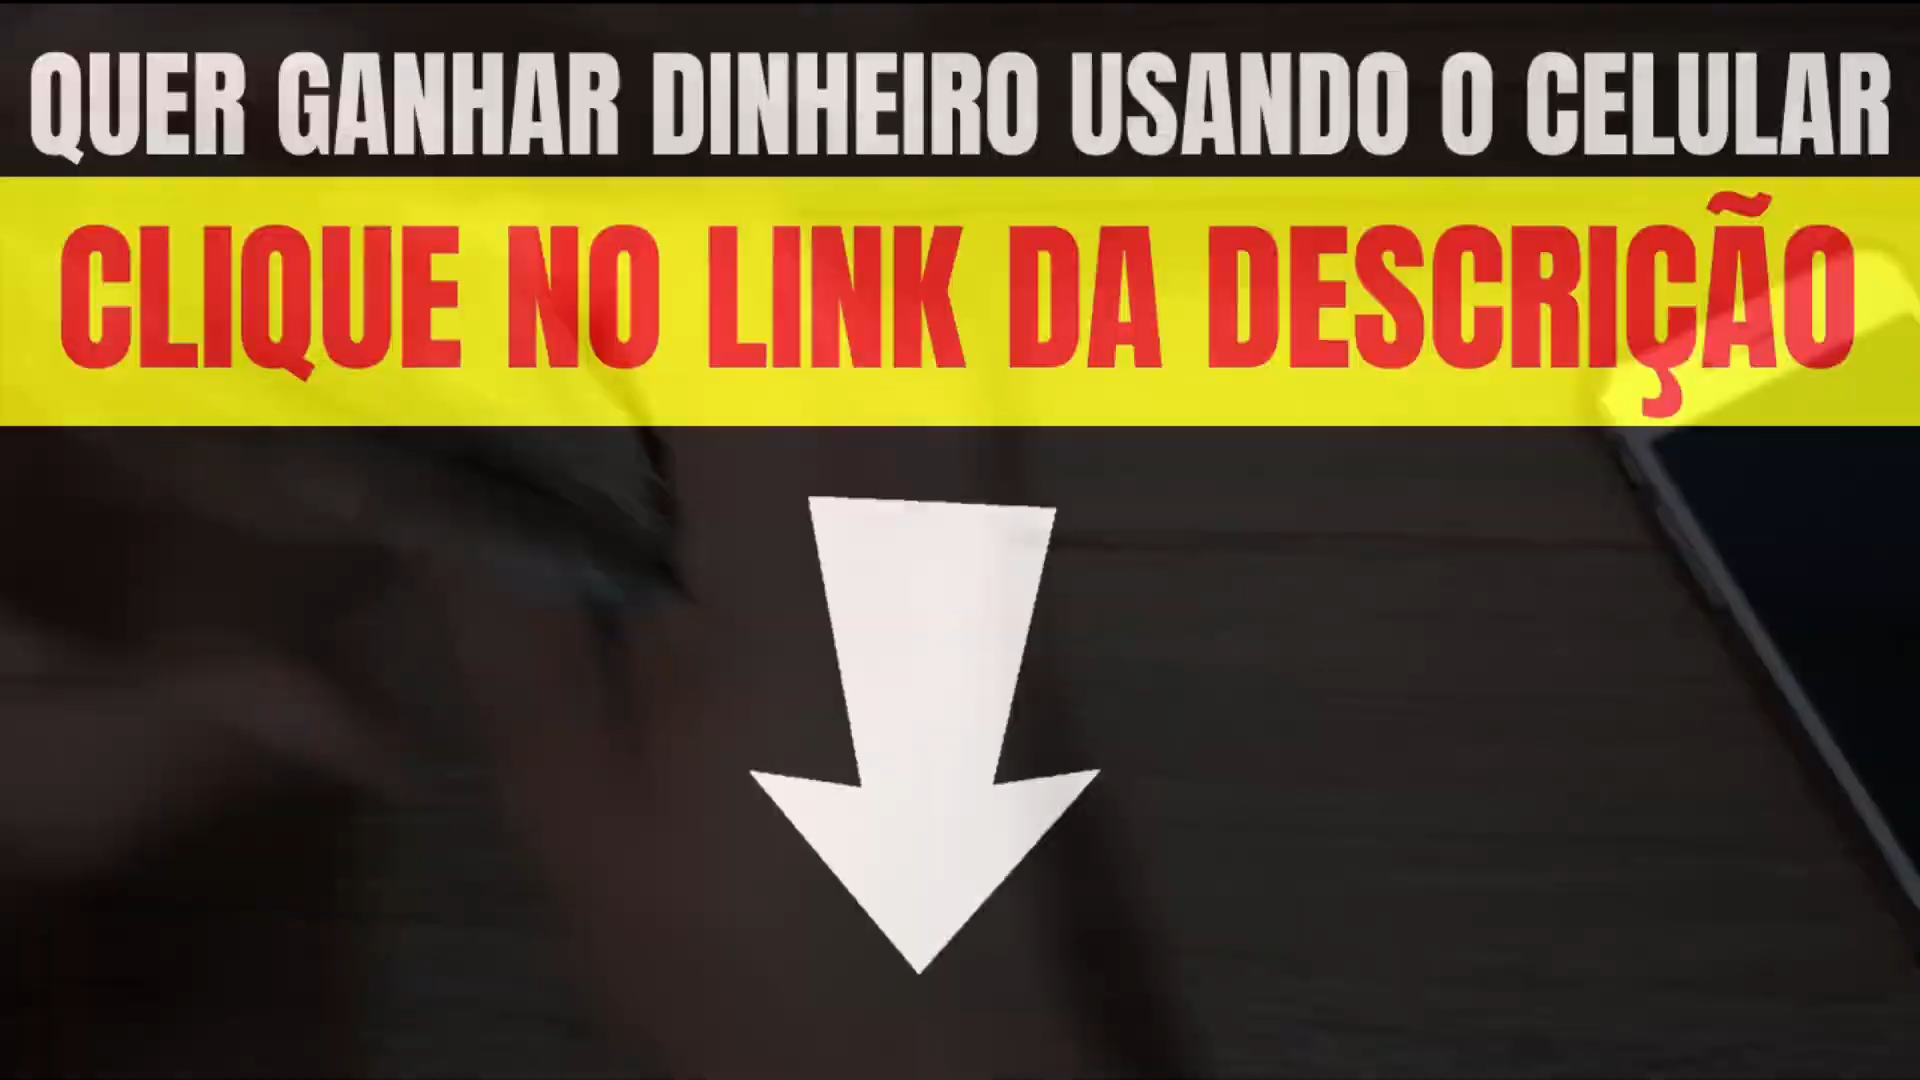 QUER GANHAR DINHEIRO USANDO O CELULAR
CLIQUE NO LINK DA DESCRIÇÃO